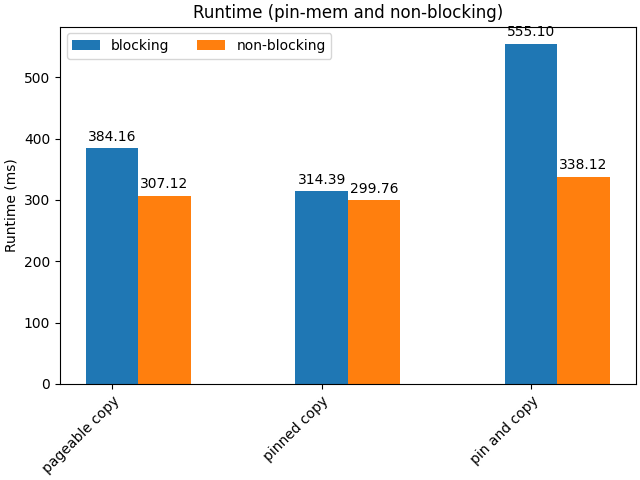 Runtime (pin-mem and non-blocking)
blocking
non-blocking
555.10
384.16
307.12
314.39
299.76
338.12
Runtime (ms)
500
400
300
200
100
0
pageable copy
pinned copy
pin and copy